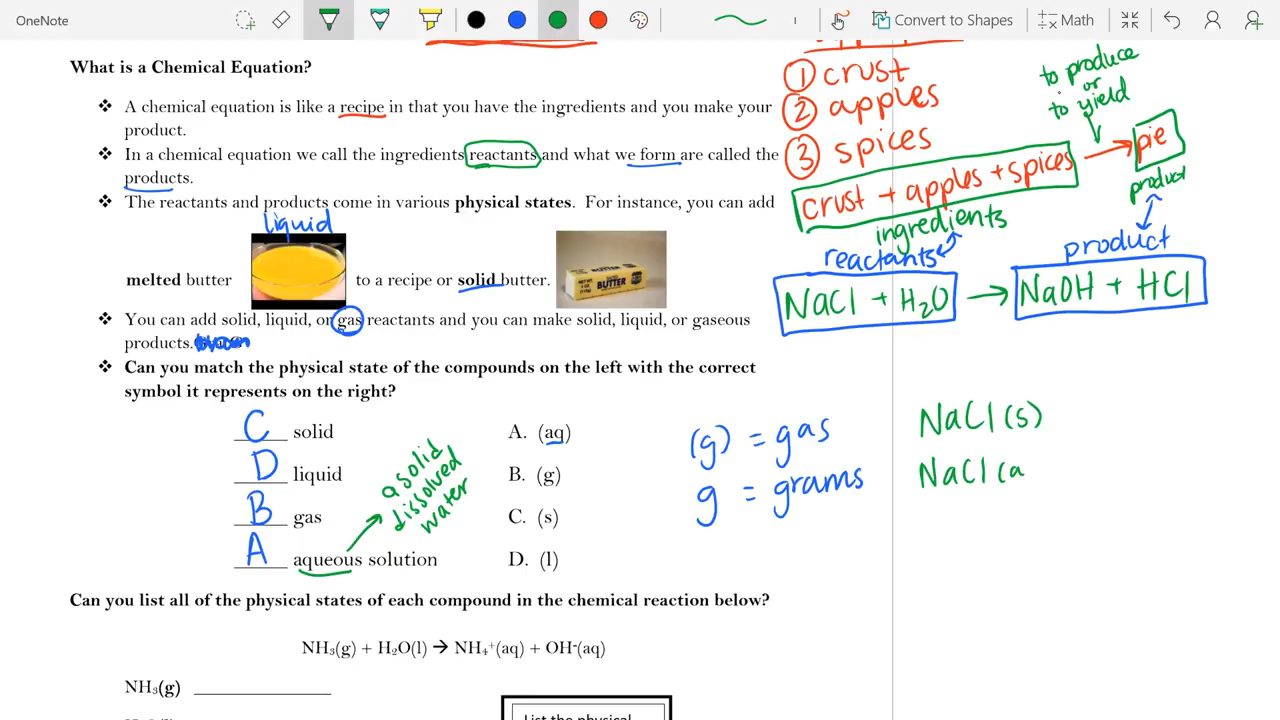 OneNote
Convert to Shapes
Math
What is a Chemical Equation?
❖ A chemical equation is like a recipe in that you have the ingredients and you make your
product.
❖ In a chemical equation we call the ingredients reactants and what we form are called the
products.
❖ The reactants and products come in various physical states. For instance, you can add
liquid
melted butter to a recipe or solid butter.
BUTTER
❖ You can add solid, liquid, or gas reactants and you can make solid, liquid, or gaseous
products.
❖ Can you match the physical state of the compounds on the left with the correct
symbol it represents on the right?
C solid A. (aq)
D liquid B. (g)
B gas C. (s)
A aqueous solution D. (l)
a solid
dissolved
water
(g) = gas
g = grams
Can you list all of the physical states of each compound in the chemical reaction below?
NH₃(g) + H₂O(l) → NH₄⁺(aq) + OH⁻(aq)
NH₃(g) ____________
List the physical
① crust
② apples
③ spices
to produce
or
to yield
crust + apples + spices → pie
ingredients
product
reactants
product
NaCl + H₂O → NaOH + HCl
NaCl (s)
NaCl (a